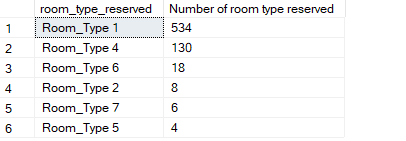 room_type_reserved Number of room type reserved
1 Room_Type 1 534
2 Room_Type 4 130
3 Room_Type 6 18
4 Room_Type 2 8
5 Room_Type 7 6
6 Room_Type 5 4